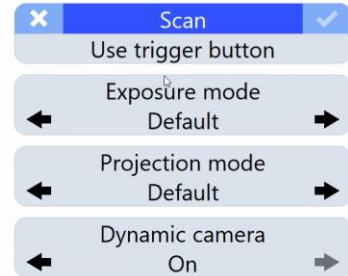 Scan
Use trigger button
Exposure mode
Default
Projection mode
Default
Dynamic camera
On